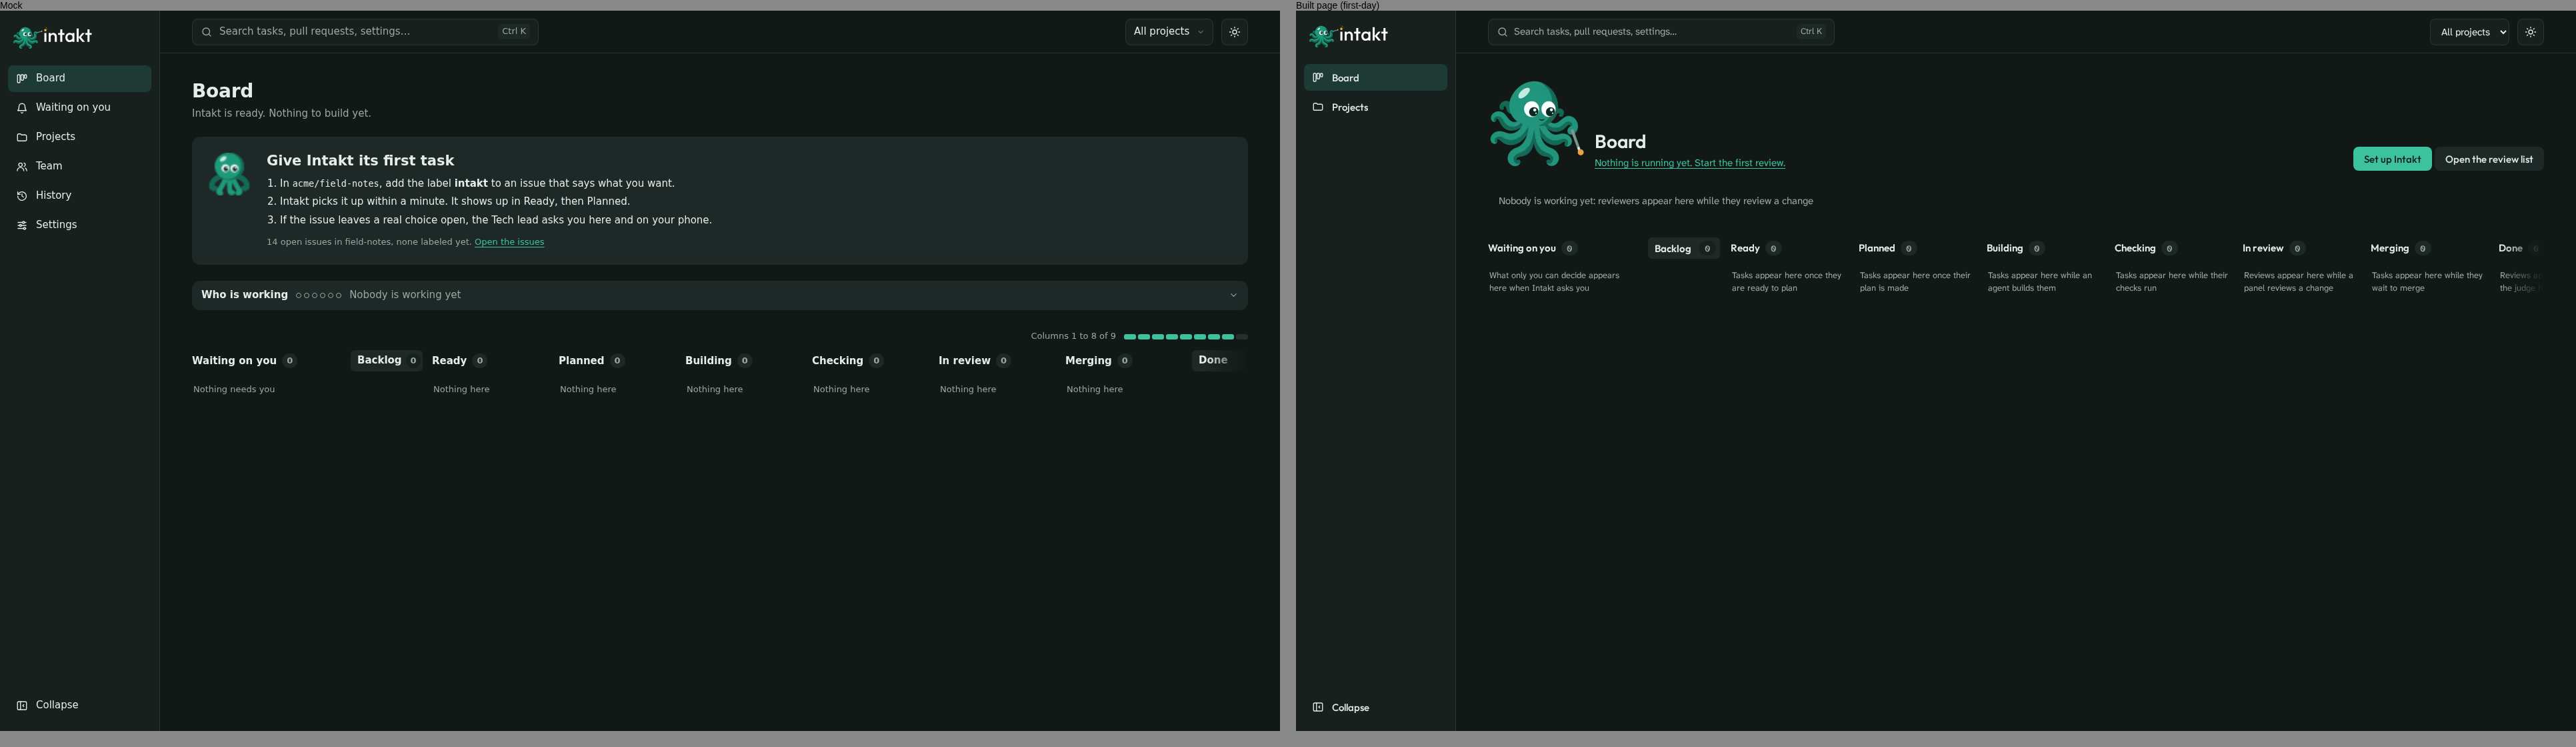 Mock
intakt
Search tasks, pull requests, settings... Ctrl K
All projects
Board
Waiting on you
Projects
Team
History
Settings
Collapse
Board
Intakt is ready. Nothing to build yet.
Give Intakt its first task
1. In acme/field-notes, add the label intakt to an issue that says what you want.
2. Intakt picks it up within a minute. It shows up in Ready, then Planned.
3. If the issue leaves a real choice open, the Tech lead asks you here and on your phone.
14 open issues in field-notes, none labeled yet. Open the issues
Who is working Nobody is working yet
Columns 1 to 8 of 9
Waiting on you 0 Backlog 0 Ready 0 Planned 0 Building 0 Checking 0 In review 0 Merging 0 Done
Nothing needs you Nothing here Nothing here Nothing here Nothing here Nothing here Nothing here
Built page (first-day)
intakt
Search tasks, pull requests, settings... Ctrl K
All projects
Board
Projects
Collapse
Board
Nothing is running yet. Start the first review.
Set up Intakt Open the review list
Nobody is working yet: reviewers appear here while they review a change
Waiting on you 0 Backlog 0 Ready 0 Planned 0 Building 0 Checking 0 In review 0 Merging 0 Done
What only you can decide appears
here when Intakt asks you
Tasks appear here once they
are ready to plan
Tasks appear here once their
plan is made
Tasks appear here while an
agent builds them
Tasks appear here while their
checks run
Reviews appear here while a
panel reviews a change
Tasks appear here while they
wait to merge
Reviews
the judge